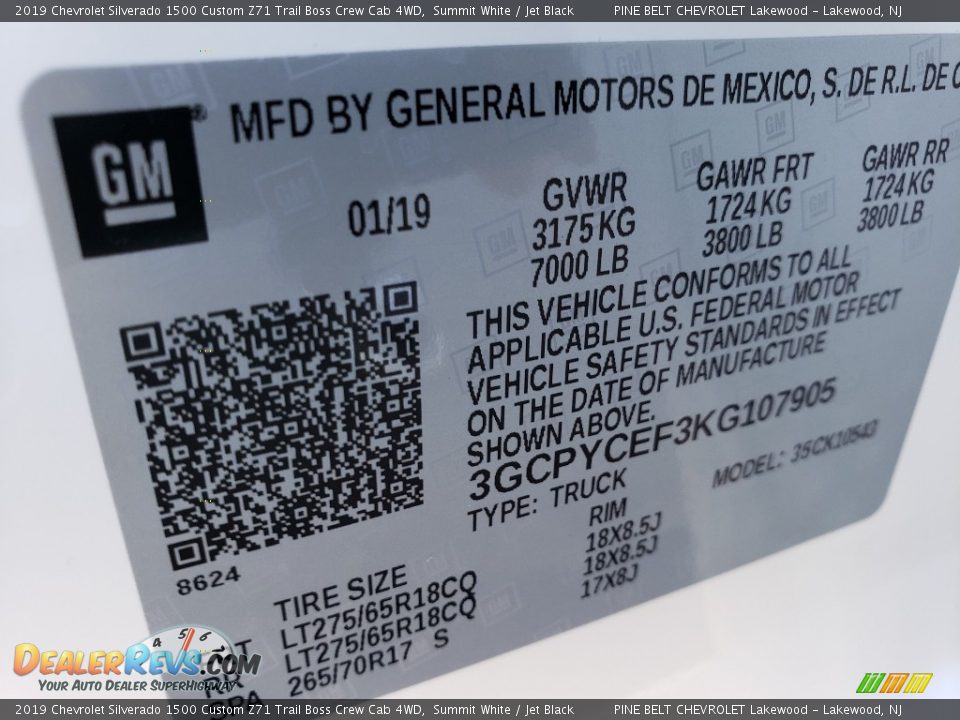 2019 Chevrolet Silverado 1500 Custom Z71 Trail Boss Crew Cab 4WD, Summit White / Jet Black PINE BELT CHEVROLET Lakewood – Lakewood, NJ
MFD BY GENERAL MOTORS DE MEXICO, S. DE R.L. DE C
GM
01/19
GVWR
3175 KG
7000 LB
GAWR FRT
1724 KG
3800 LB
GAWR RR
1724 KG
3800 LB
THIS VEHICLE CONFORMS TO ALL
APPLICABLE U.S. FEDERAL MOTOR
VEHICLE SAFETY STANDARDS IN EFFECT
ON THE DATE OF MANUFACTURE
SHOWN ABOVE.
3GCPYCEF3KG107905
TYPE: TRUCK
MODEL: 35CK10543
8624
TIRE SIZE RIM
LT275/65R18CQ 18X8.5J
LT275/65R18CQ 18X8.5J
SPA 265/70R17 S 17X8J
4 5 6
DEALERREVS.COM
YOUR AUTO DEALER SUPERHIGHWAY
2019 Chevrolet Silverado 1500 Custom Z71 Trail Boss Crew Cab 4WD, Summit White / Jet Black PINE BELT CHEVROLET Lakewood – Lakewood, NJ